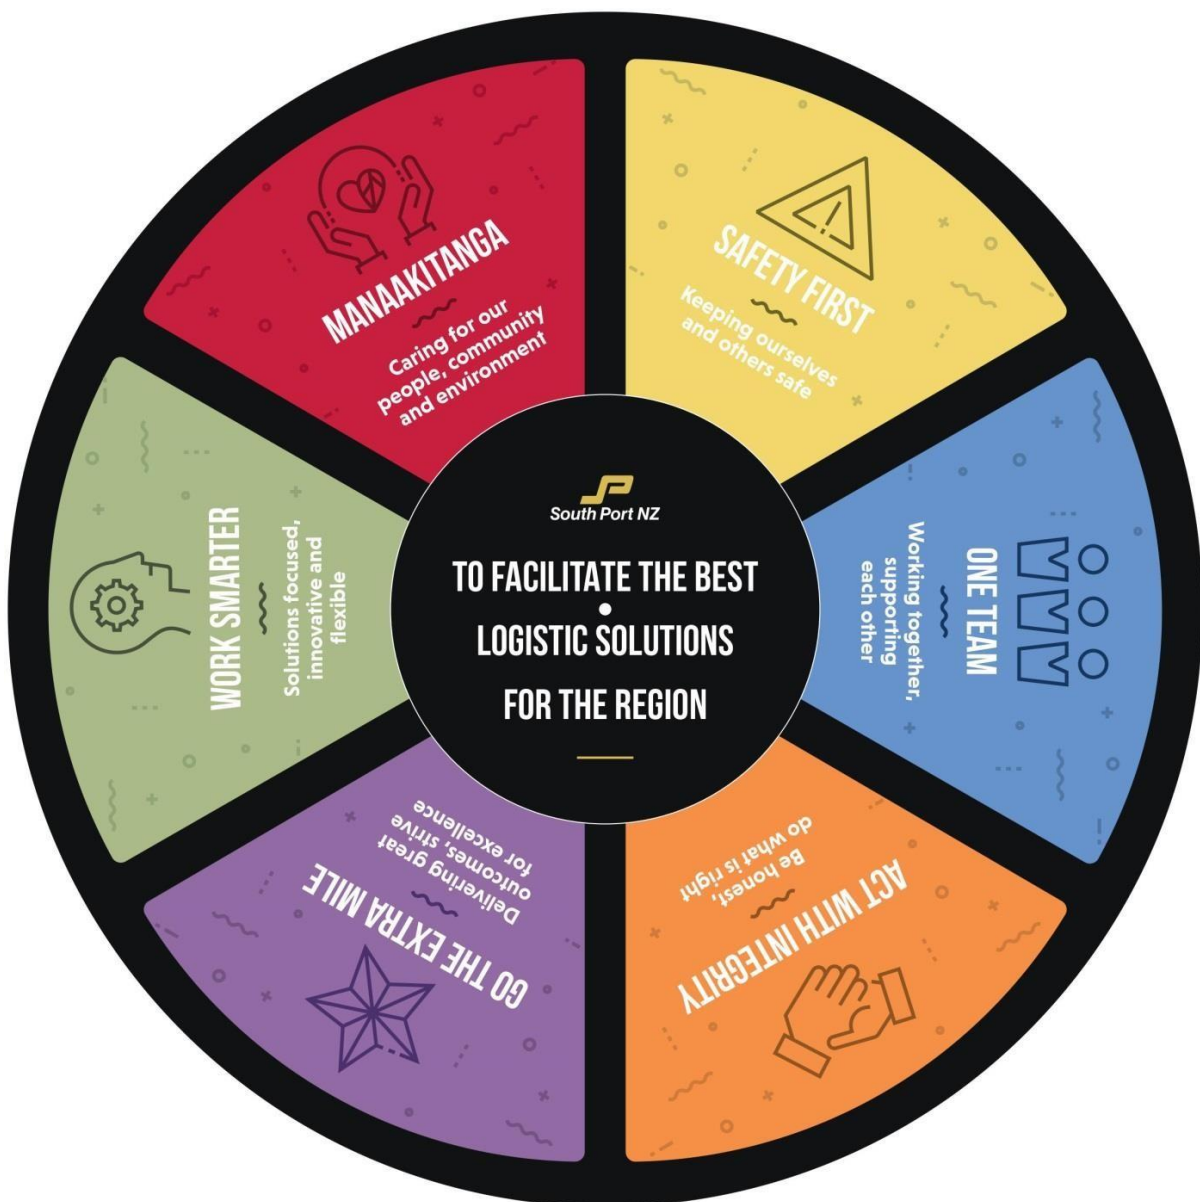 South Port NZ
TO FACILITATE THE BEST
LOGISTIC SOLUTIONS
FOR THE REGION
SAFETY FIRST
Keeping ourselves
and others safe
ONE TEAM
Working together,
supporting
each other
ACT WITH INTEGRITY
Be honest,
do what is right
GO THE EXTRA MILE
Delivering great
outcomes, strive
for excellence
WORK SMARTER
Solutions focused,
innovative and
flexible
MANAAKITANGA
Caring for our
people, community
and environment